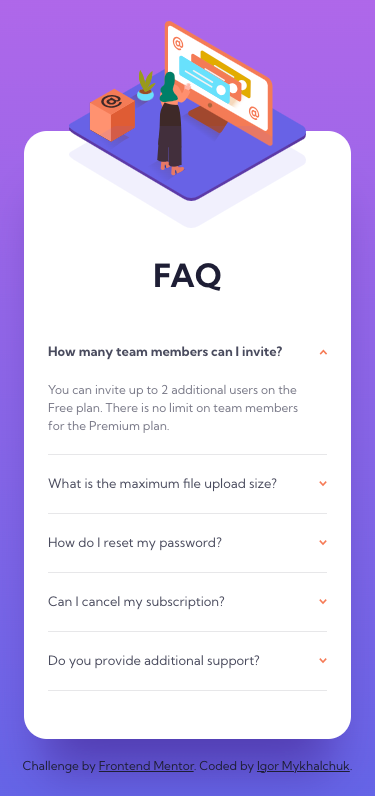 FAQ
How many team members can I invite?
You can invite up to 2 additional users on the
Free plan. There is no limit on team members
for the Premium plan.
What is the maximum file upload size?
How do I reset my password?
Can I cancel my subscription?
Do you provide additional support?
Challenge by Frontend Mentor. Coded by Igor Mykhalchuk.